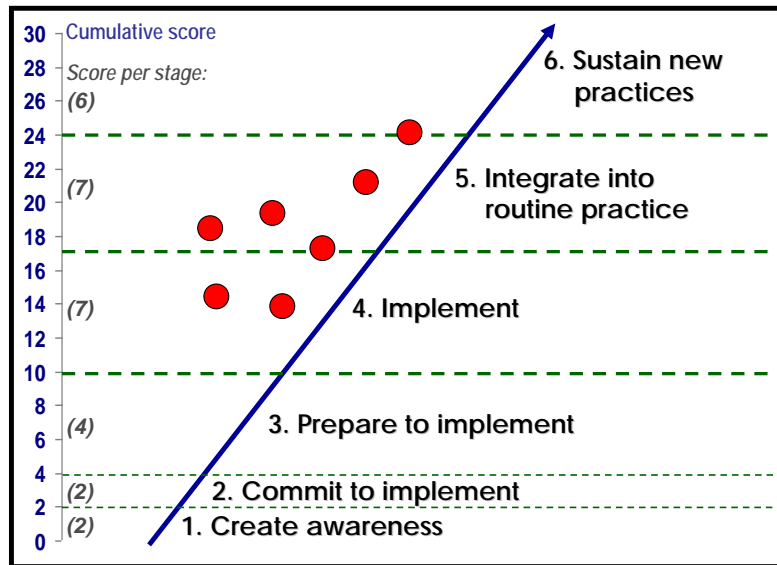 30
Cumulative score
28
Score per stage:
26
(6)
24
22
(7)
20
18
16
14
(7)
12
10
8
6
(4)
4
2
(2)
0
(2)
6. Sustain new
practices
5. Integrate into
routine practice
4. Implement
3. Prepare to implement
2. Commit to implement
1. Create awareness